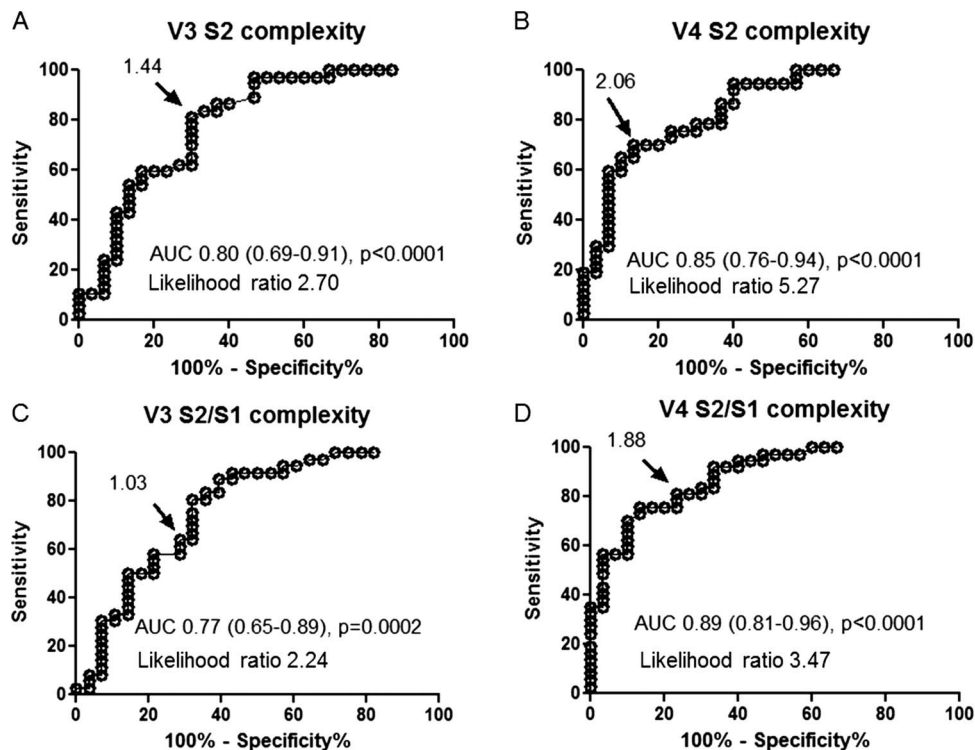 A
V3 S2 complexity
1.44
100
80
60
40
20
0
Sensitivity
AUC 0.80 (0.69-0.91), p<0.0001
Likelihood ratio 2.70
0 20 40 60 80 100
100% - Specificity%
B
V4 S2 complexity
2.06
100
80
60
40
20
0
Sensitivity
AUC 0.85 (0.76-0.94), p<0.0001
Likelihood ratio 5.27
0 20 40 60 80 100
100% - Specificity%
C
V3 S2/S1 complexity
1.03
100
80
60
40
20
0
Sensitivity
AUC 0.77 (0.65-0.89), p=0.0002
Likelihood ratio 2.24
0 20 40 60 80 100
100% - Specificity%
D
V4 S2/S1 complexity
1.88
100
80
60
40
20
0
Sensitivity
AUC 0.89 (0.81-0.96), p<0.0001
Likelihood ratio 3.47
0 20 40 60 80 100
100% - Specificity%